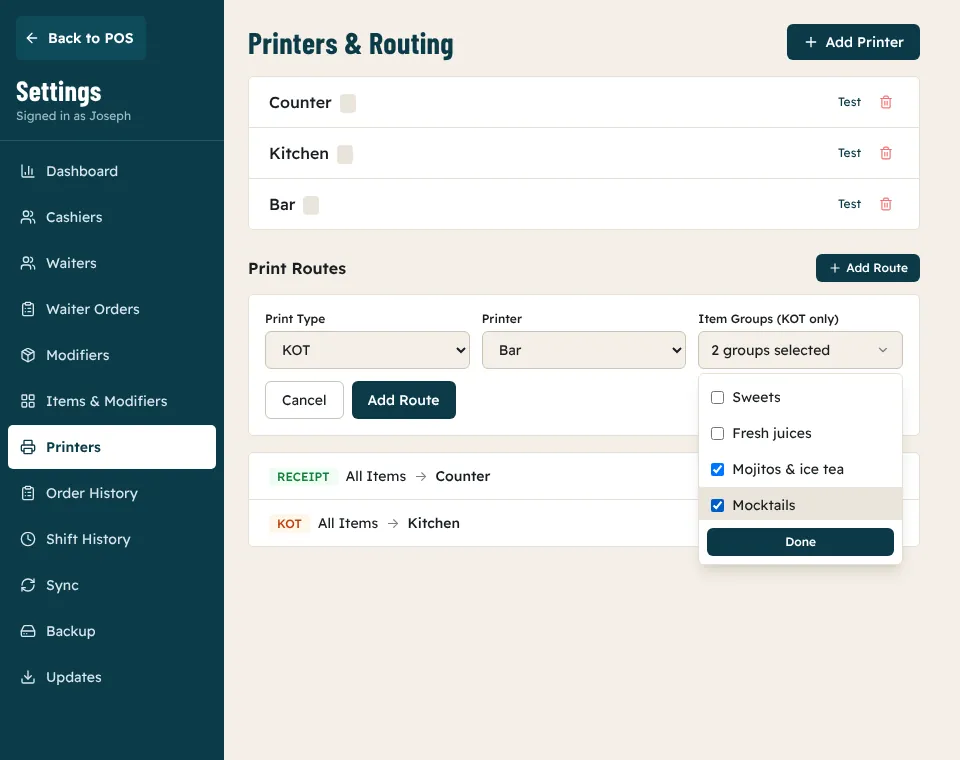 Back to POS
Settings
Signed in as Joseph
Dashboard
Cashiers
Waiters
Waiter Orders
Modifiers
Items & Modifiers
Printers
Order History
Shift History
Sync
Backup
Updates
Printers & Routing
Add Printer
Counter
Test
Kitchen
Test
Bar
Test
Print Routes
Add Route
Print Type
Printer
Item Groups (KOT only)
KOT
Bar
2 groups selected
Cancel
Add Route
Sweets
Fresh juices
Mojitos & ice tea
Mocktails
Done
RECEIPT All Items → Counter
KOT All Items → Kitchen